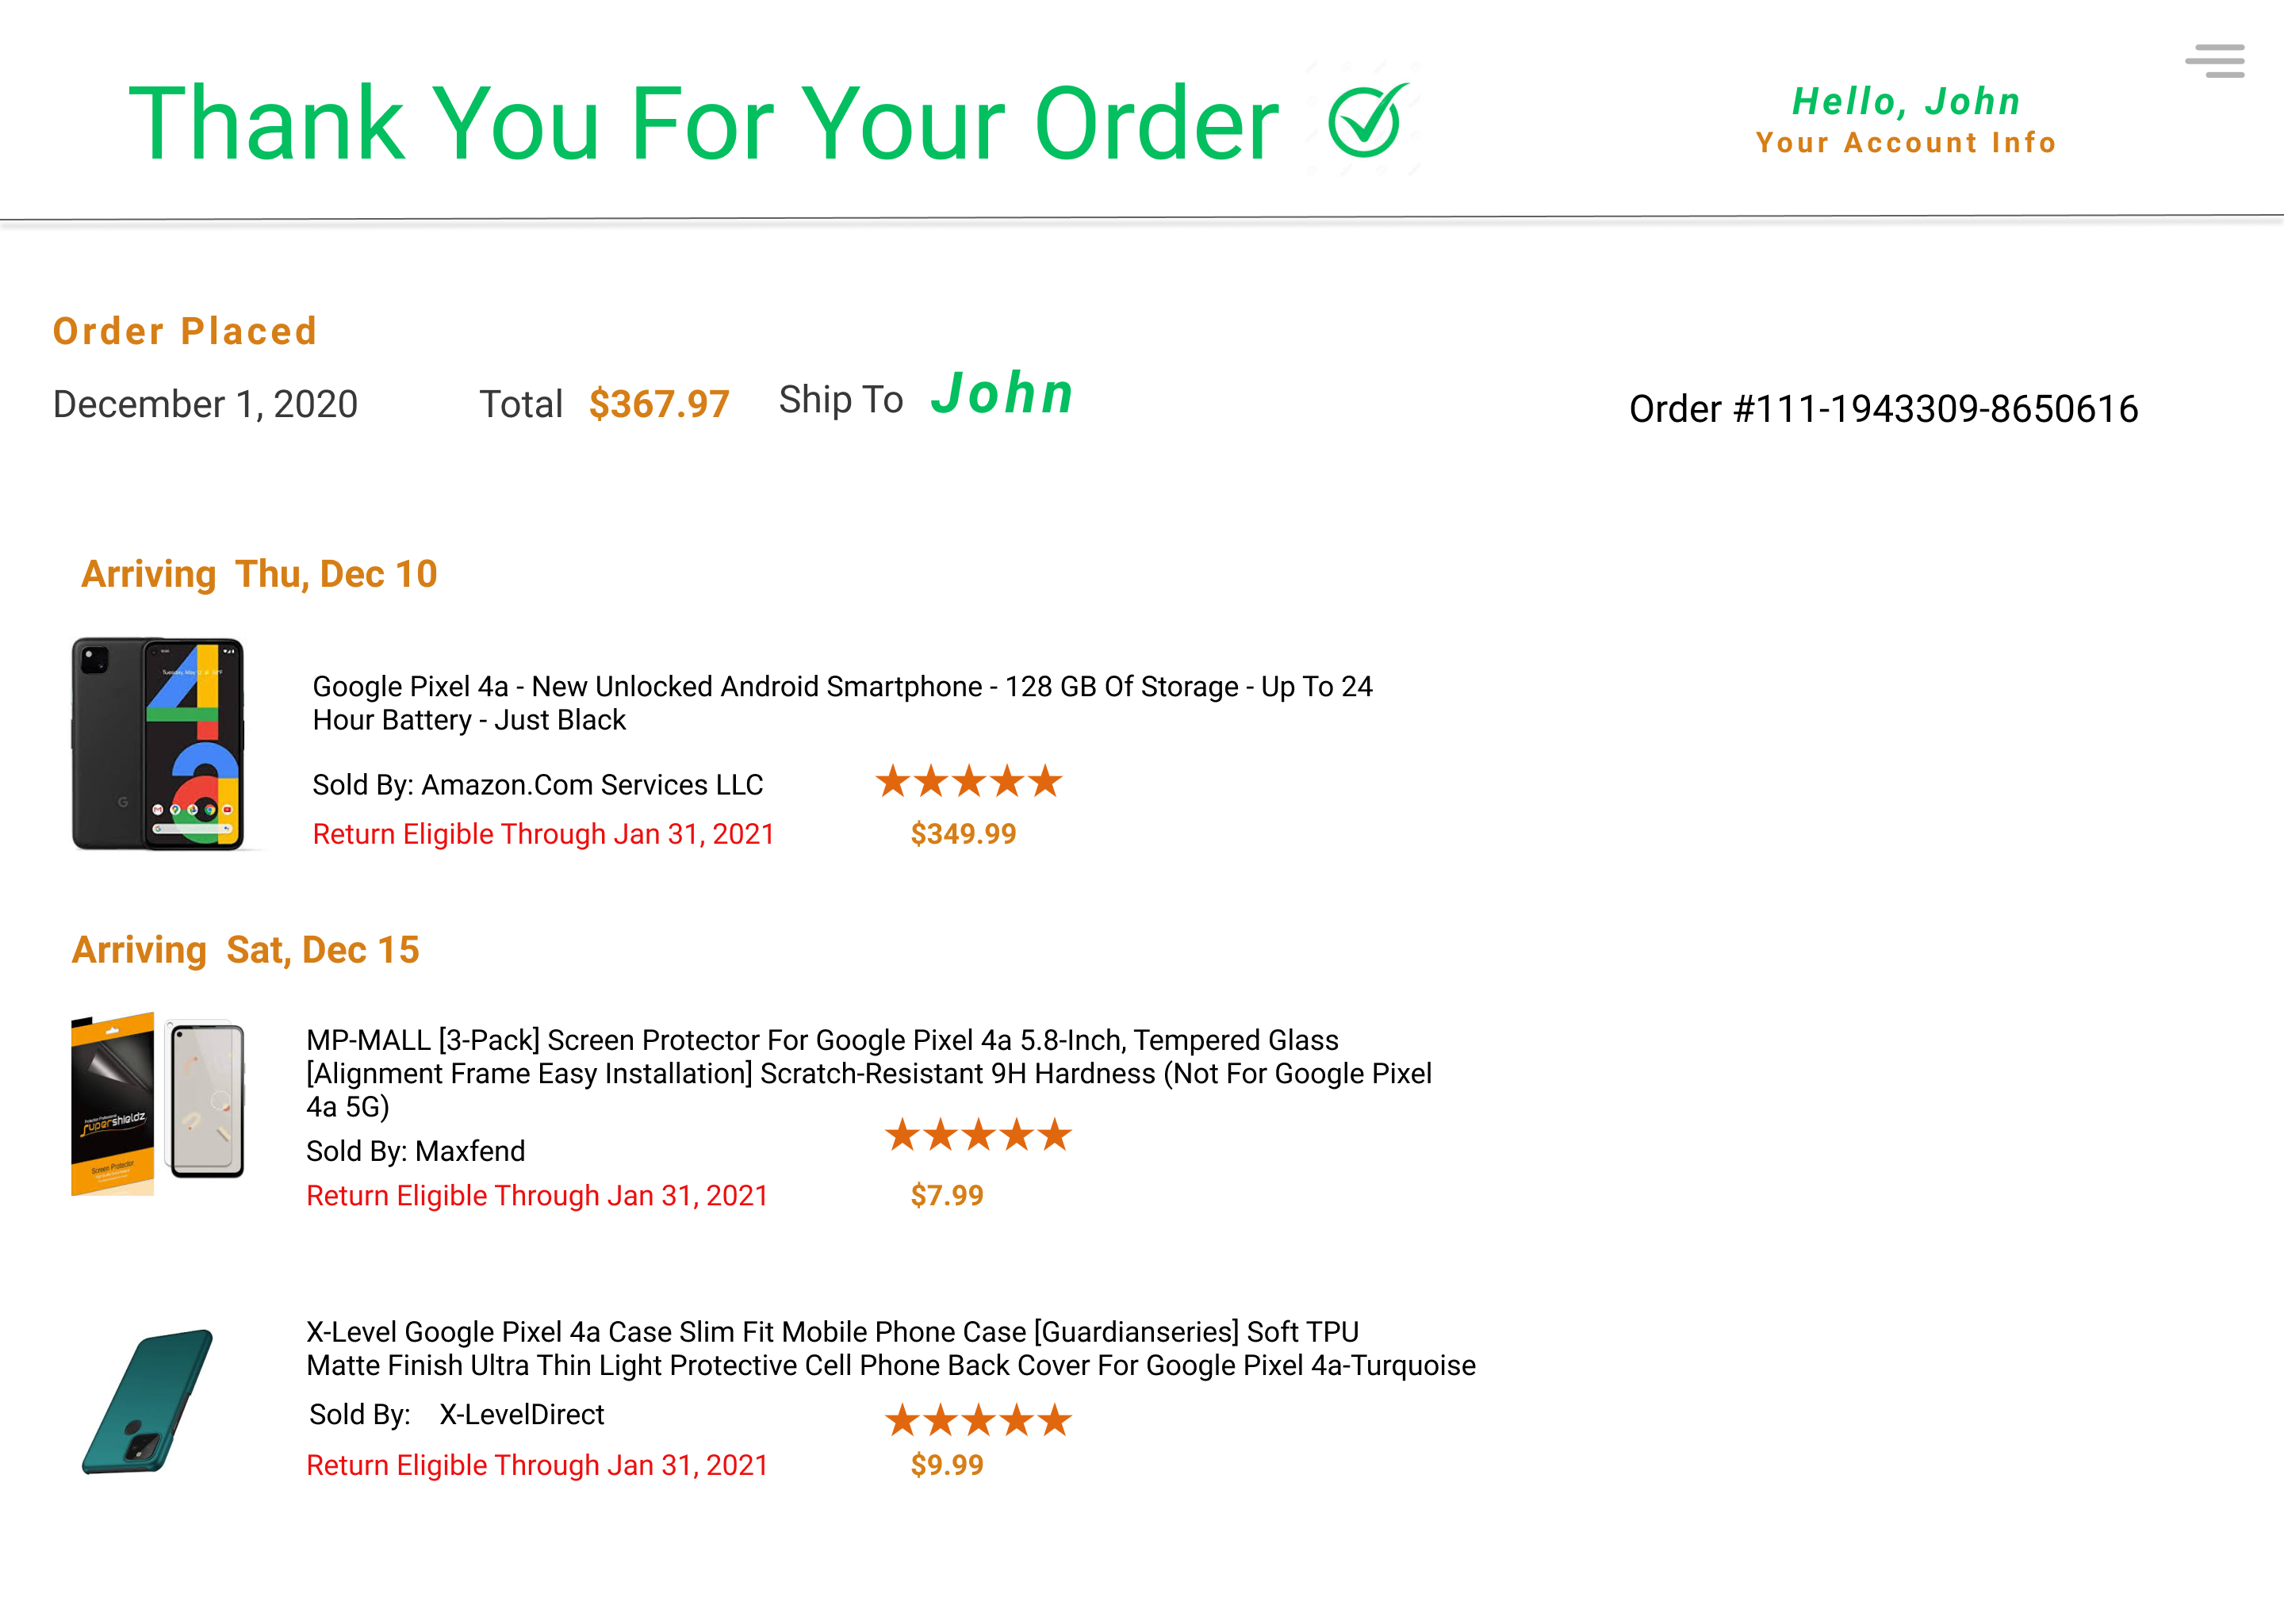 Thank You For Your Order
Hello, John
Your Account Info
Order Placed
December 1, 2020 Total $367.97 Ship To John Order #111-1943309-8650616
Arriving Thu, Dec 10
Google Pixel 4a - New Unlocked Android Smartphone - 128 GB Of Storage - Up To 24
Hour Battery - Just Black
Sold By: Amazon.Com Services LLC
Return Eligible Through Jan 31, 2021 $349.99
Arriving Sat, Dec 15
Supershieldz
Screen Protector
MP-MALL [3-Pack] Screen Protector For Google Pixel 4a 5.8-Inch, Tempered Glass
[Alignment Frame Easy Installation] Scratch-Resistant 9H Hardness (Not For Google Pixel
4a 5G)
Sold By: Maxfend
Return Eligible Through Jan 31, 2021 $7.99
X-Level Google Pixel 4a Case Slim Fit Mobile Phone Case [Guardianseries] Soft TPU
Matte Finish Ultra Thin Light Protective Cell Phone Back Cover For Google Pixel 4a-Turquoise
Sold By: X-LevelDirect
Return Eligible Through Jan 31, 2021 $9.99